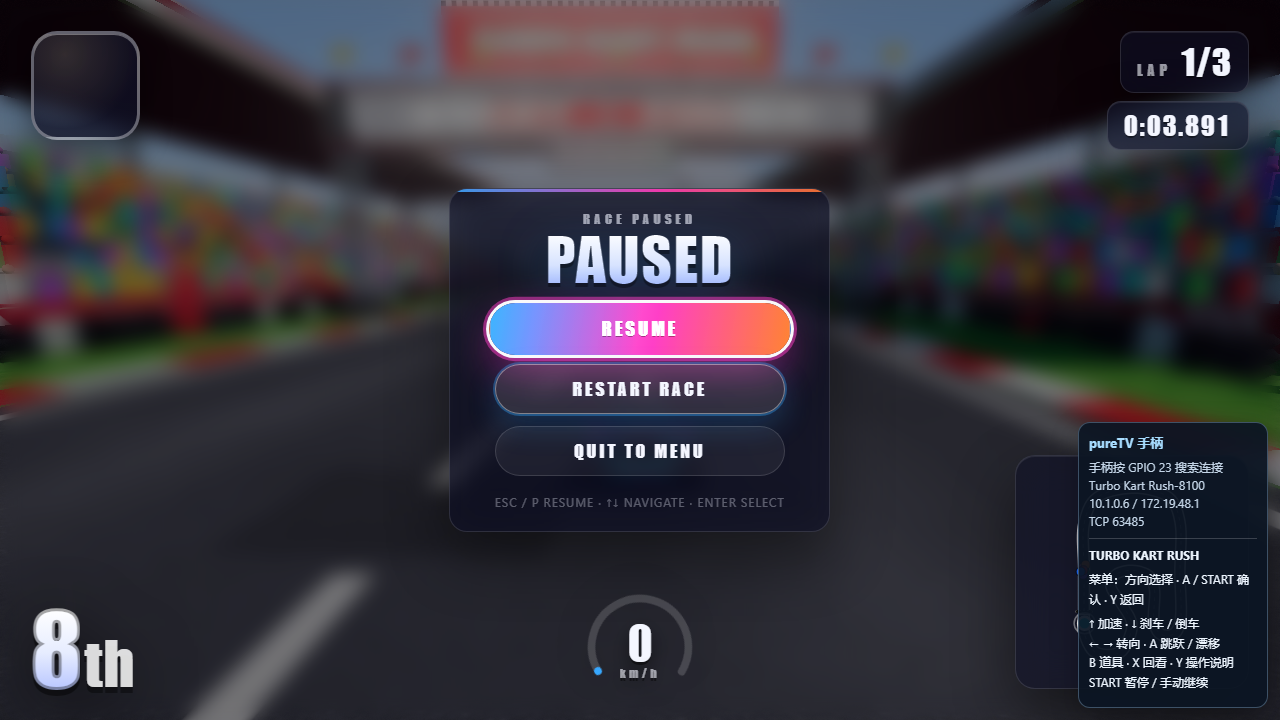 LAP 1/3
0:03.891
RACE PAUSED
PAUSED
RESUME
RESTART RACE
QUIT TO MENU
ESC / P RESUME · ↑↓ NAVIGATE · ENTER SELECT
pureTV 手柄
手柄按 GPIO 23 搜索连接
Turbo Kart Rush-8100
10.1.0.6 / 172.19.48.1
TCP 63485
TURBO KART RUSH
菜单：方向选择 · A / START 确
认 · Y 返回
↑ 加速 · ↓ 刹车 / 倒车
← → 转向 · A 跳跃 / 漂移
B 道具 · X 回看 · Y 操作说明
START 暂停 / 手动继续
8th
0
km/h